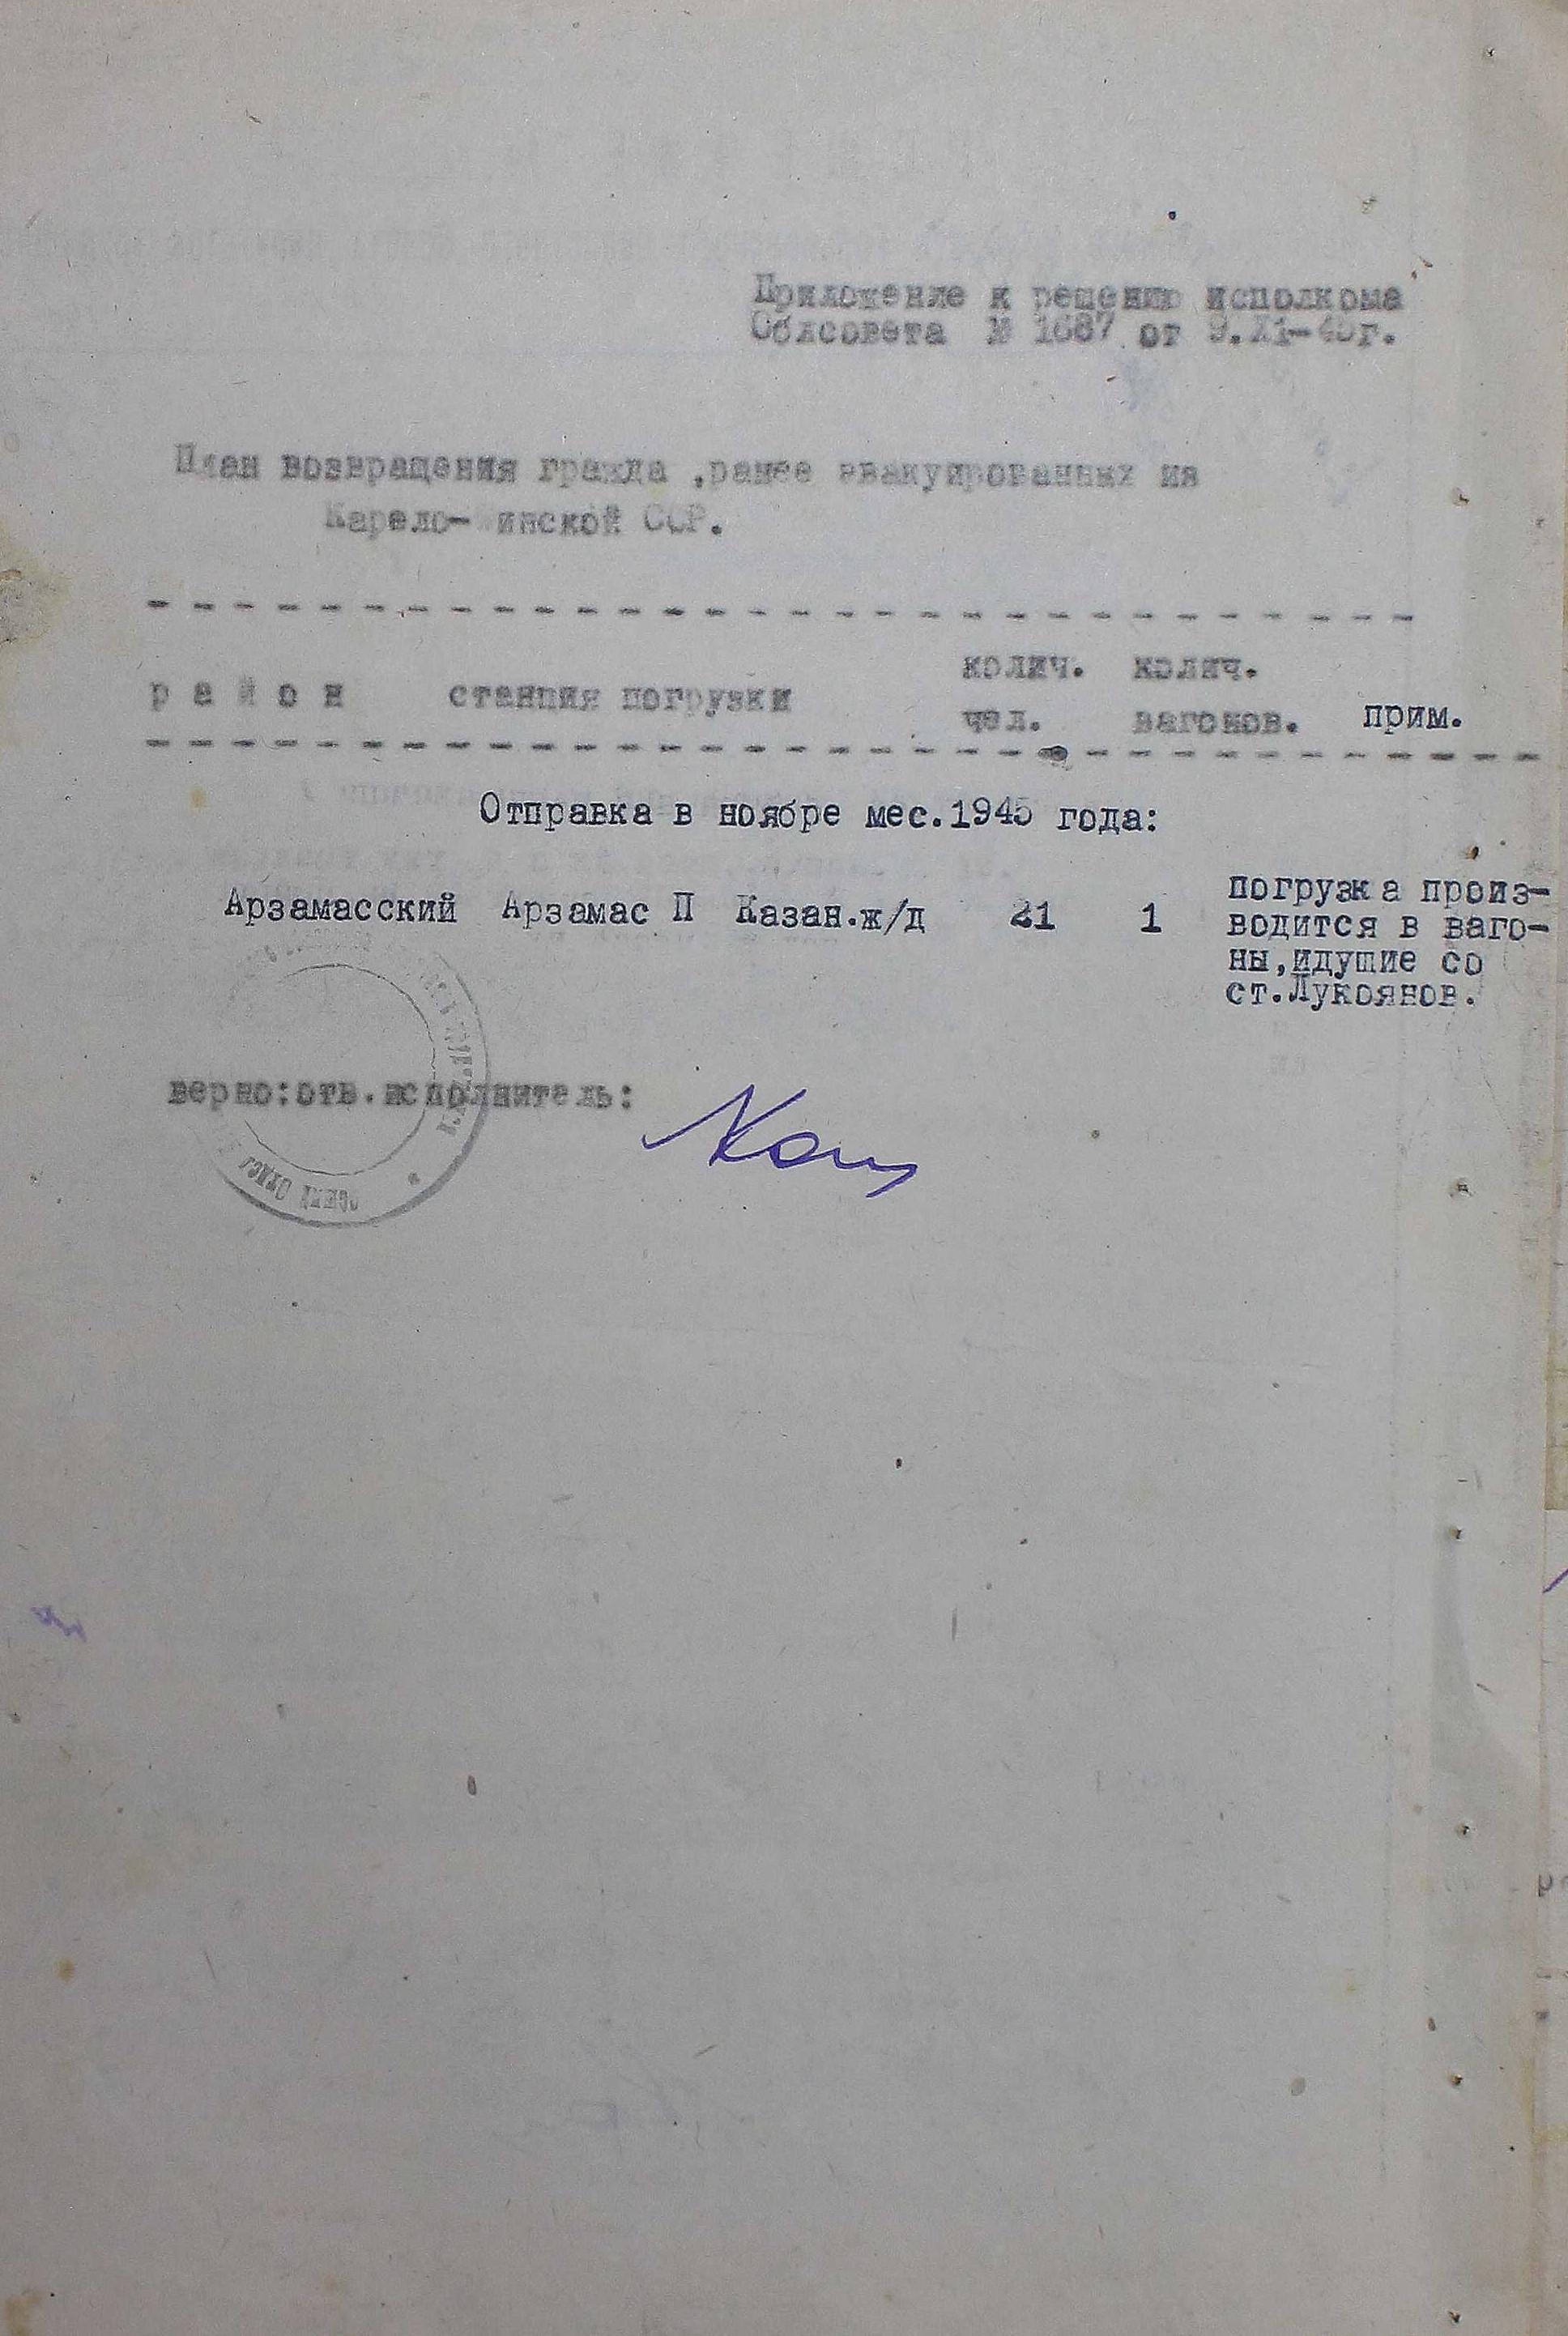 Приложение к решению исполкома
Облсовета № 1687 от 9.XI-45г.
План возвращения гражда ,ранее эвакуированных из
Карело- инской ССР.
район станция погрузки колич. чел. колич. вагонов. прим.
Отправка в ноябре мес.1945 года:
Арзамасский Арзамас II Казан.ж/д 21 1 погрузка произ-
водится в ваго-
ны,идущие со
ст.Лукоянов.
верно:отв.исполнитель: